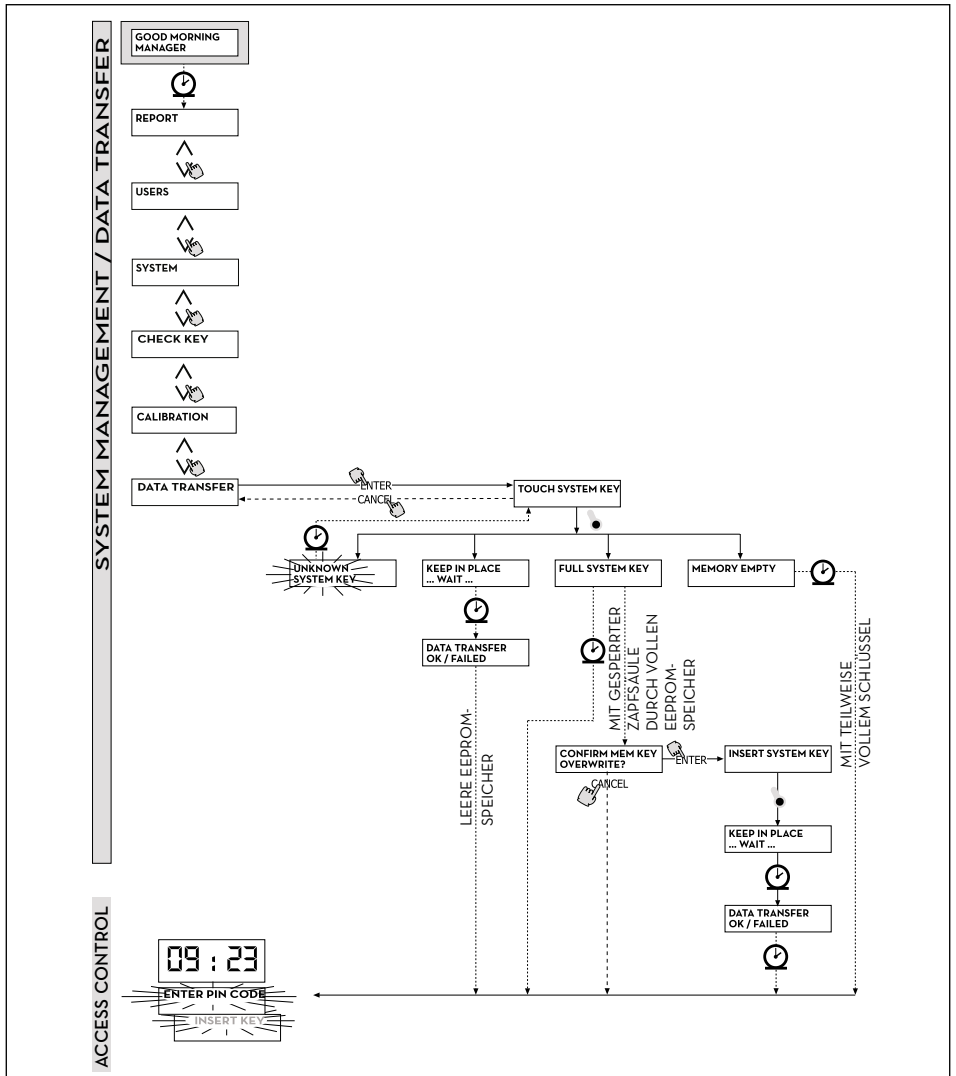 SYSTEM MANAGEMENT / DATA TRANSFER
GOOD MORNING
MANAGER
REPORT
USERS
SYSTEM
CHECK KEY
CALIBRATION
DATA TRANSFER
ENTER
CANCEL
TOUCH SYSTEM KEY
UNKNOWN
SYSTEM KEY
KEEP IN PLACE
... WAIT ...
FULL SYSTEM KEY
MEMORY EMPTY
DATA TRANSFER
OK / FAILED
LEERE EEPROM-
SPEICHER
MIT GESPERRTER
ZAPFSÄULE
DURCH VOLLEN
EEPROM-
SPEICHER
MIT TEILWEISE
VOLLEM SCHLÜSSEL
CONFIRM MEM KEY
OVERWRITE?
ENTER
CANCEL
INSERT SYSTEM KEY
KEEP IN PLACE
... WAIT ...
DATA TRANSFER
OK / FAILED
ACCESS CONTROL
09 : 23
ENTER PIN CODE
INSERT KEY